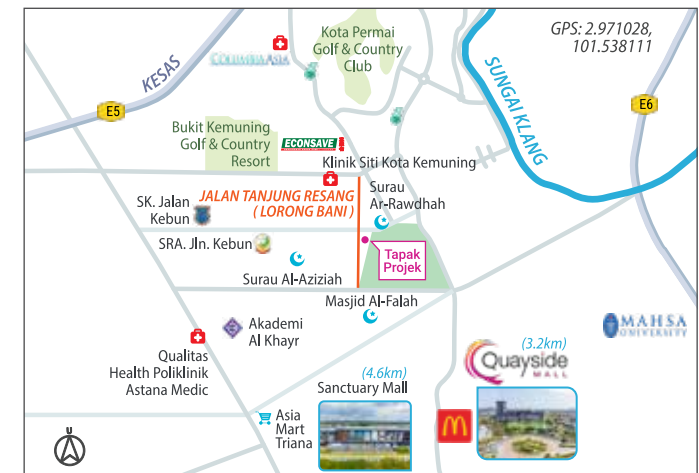 GPS: 2.971028,
101.538111
Kota Permai
Golf & Country
Club
COLUMBIA ASIA
KESAS
E5
E6
SUNGAI KLANG
Bukit Kemuning
Golf & Country
Resort
ECONSAVE
Klinik Siti Kota Kemuning
JALAN TANJUNG RESANG
( LORONG BANI )
Surau
Ar-Rawdhah
SK. Jalan
Kebun
SRA. Jln. Kebun
Tapak
Projek
Surau Al-Aziziah
Masjid Al-Falah
Akademi
Al Khayr
MAHSA
UNIVERSITY
Qualitas
Health Poliklinik
Astana Medic
(3.2km)
Quayside
MALL
(4.6km)
Sanctuary Mall
Asia
Mart
Triana